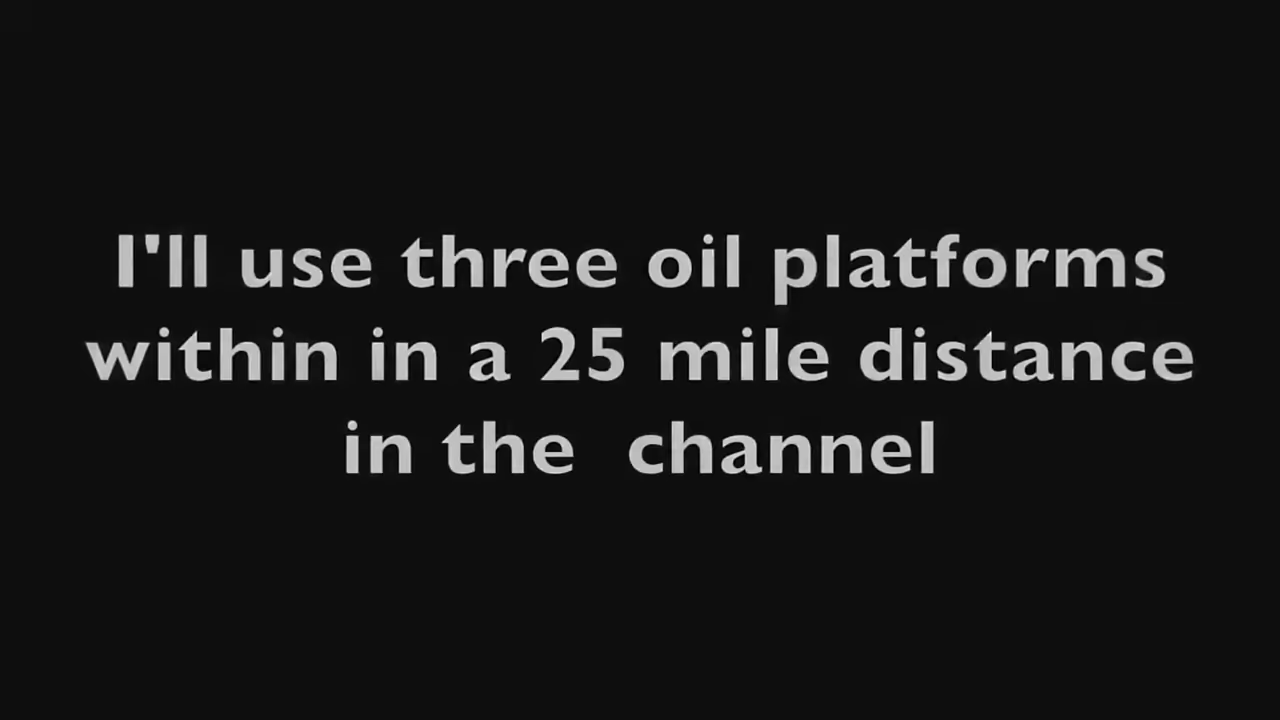 I'll use three oil platforms
within in a 25 mile distance
in the  channel